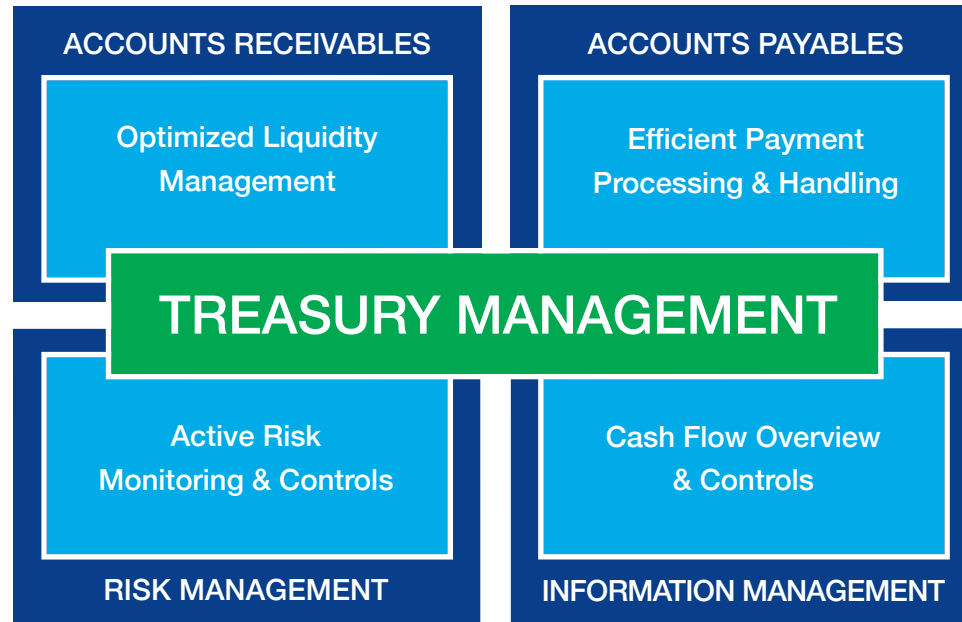 ACCOUNTS RECEIVABLES
Optimized Liquidity
Management
ACCOUNTS PAYABLES
Efficient Payment
Processing & Handling
TREASURY MANAGEMENT
Active Risk
Monitoring & Controls
RISK MANAGEMENT
Cash Flow Overview
& Controls
INFORMATION MANAGEMENT